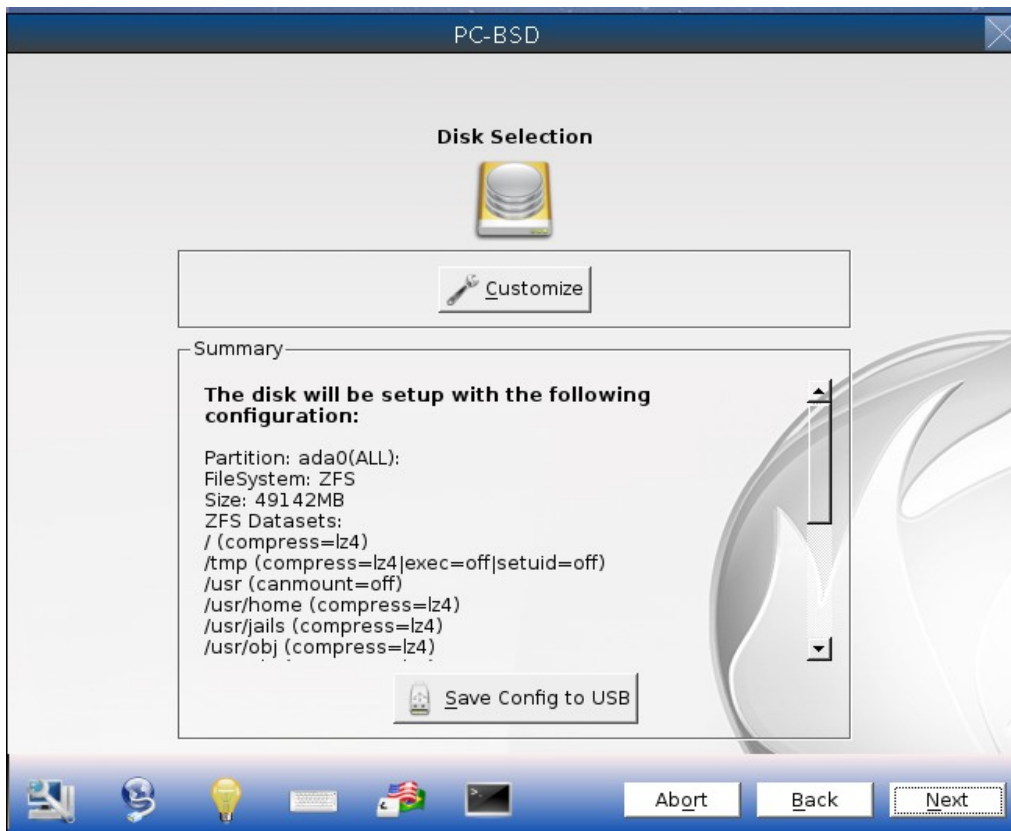 PC-BSD
Disk Selection
Customize
Summary
The disk will be setup with the following
configuration:
Partition: ada0(ALL):
FileSystem: ZFS
Size: 49142MB
ZFS Datasets:
/ (compress=lz4)
/tmp (compress=lz4|exec=off|setuid=off)
/usr (canmount=off)
/usr/home (compress=lz4)
/usr/jails (compress=lz4)
/usr/obj (compress=lz4)
Save Config to USB
Abort
Back
Next